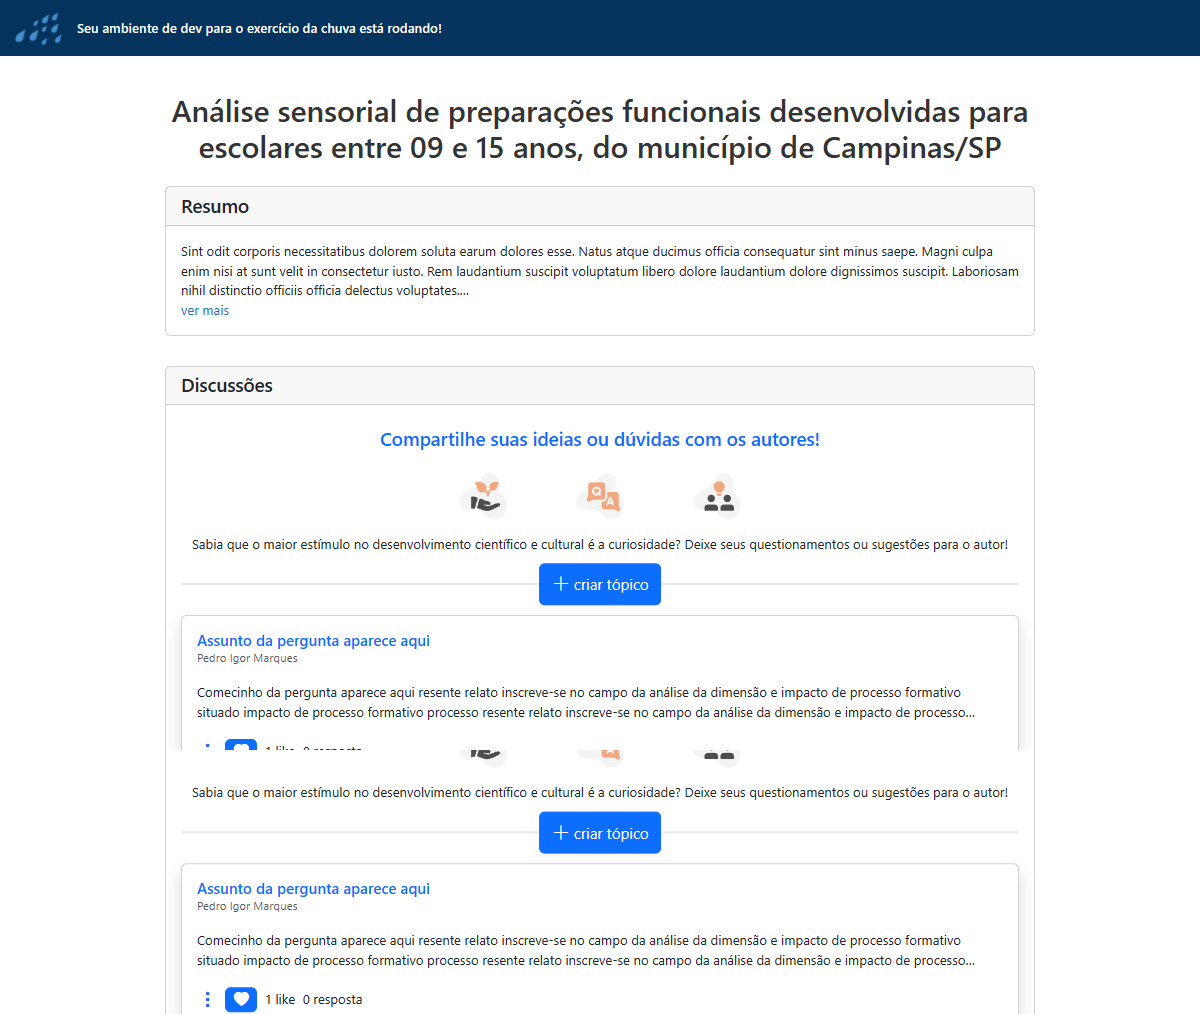 Seu ambiente de dev para o exercício da chuva está rodando!
Análise sensorial de preparações funcionais desenvolvidas para
escolares entre 09 e 15 anos, do município de Campinas/SP
Resumo
Sint odit corporis necessitatibus dolorem soluta earum dolores esse. Natus atque ducimus officia consequatur sint minus saepe. Magni culpa
enim nisi at sunt velit in consectetur iusto. Rem laudantium suscipit voluptatum libero dolore laudantium dolore dignissimos suscipit. Laboriosam
nihil distinctio officiis officia delectus voluptates....
ver mais
Discussões
Compartilhe suas ideias ou dúvidas com os autores!
Q A
Sabia que o maior estímulo no desenvolvimento científico e cultural é a curiosidade? Deixe seus questionamentos ou sugestões para o autor!
+ criar tópico
Assunto da pergunta aparece aqui
Pedro Igor Marques
Comecinho da pergunta aparece aqui resente relato inscreve-se no campo da análise da dimensão e impacto de processo formativo
situado impacto de processo formativo processo resente relato inscreve-se no campo da análise da dimensão e impacto de processo...
1 like 0 resposta
Sabia que o maior estímulo no desenvolvimento científico e cultural é a curiosidade? Deixe seus questionamentos ou sugestões para o autor!
+ criar tópico
Assunto da pergunta aparece aqui
Pedro Igor Marques
Comecinho da pergunta aparece aqui resente relato inscreve-se no campo da análise da dimensão e impacto de processo formativo
situado impacto de processo formativo processo resente relato inscreve-se no campo da análise da dimensão e impacto de processo...
1 like 0 resposta